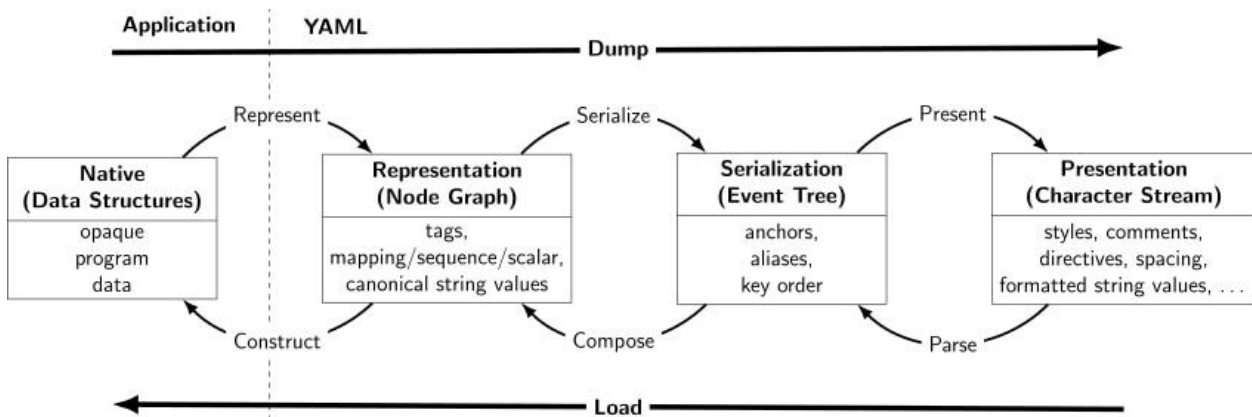 Application YAML
Dump
Represent Serialize Present
Native
(Data Structures)
opaque
program
data
Representation
(Node Graph)
tags,
mapping/sequence/scalar,
canonical string values
Serialization
(Event Tree)
anchors,
aliases,
key order
Presentation
(Character Stream)
styles, comments,
directives, spacing,
formatted string values, . . .
Construct Compose Parse
Load